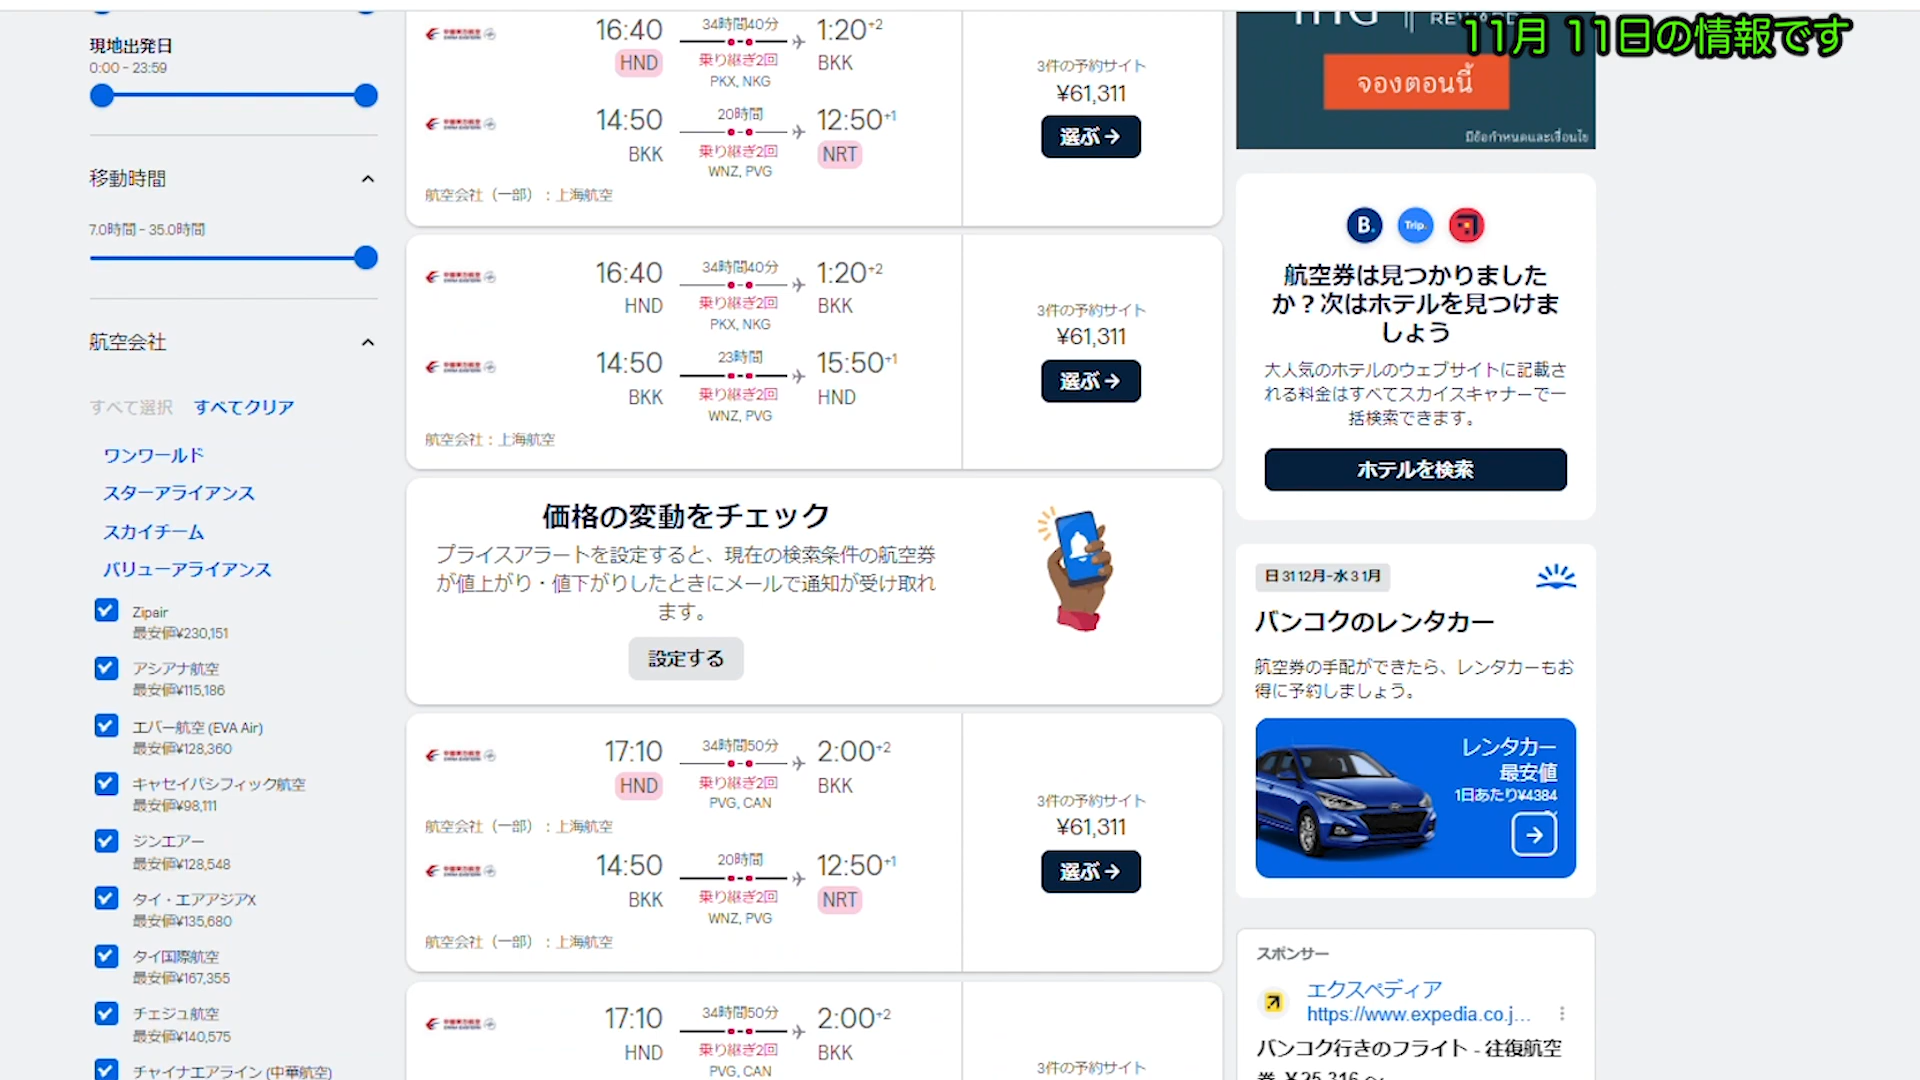 11月 11日の情報です
現地出発日
0:00 - 23:59
移動時間
7.0時間 - 35.0時間
航空会社
すべて選択 すべてクリア
ワンワールド
スターアライアンス
スカイチーム
バリューアライアンス
Zipair
最安値¥230,151
アシアナ航空
最安値¥115,186
エバー航空 (EVA Air)
最安値¥128,360
キャセイパシフィック航空
最安値¥98,111
ジンエアー
最安値¥128,548
タイ・エアアジアX
最安値¥135,680
タイ国際航空
最安値¥167,355
チェジュ航空
最安値¥140,575
チャイナエアライン (中華航空)
16:40 34時間40分 1:20+2
HND 乗り継ぎ2回 BKK
PKX, NKG
14:50 20時間 12:50+1
BKK 乗り継ぎ2回 NRT
WNZ, PVG
航空会社（一部）：上海航空
3件の予約サイト
¥61,311
選ぶ→
16:40 34時間40分 1:20+2
HND 乗り継ぎ2回 BKK
PKX, NKG
14:50 23時間 15:50+1
BKK 乗り継ぎ2回 HND
WNZ, PVG
航空会社：上海航空
3件の予約サイト
¥61,311
選ぶ→
価格の変動をチェック
プライスアラートを設定すると、現在の検索条件の航空券
が値上がり・値下がりしたときにメールで通知が受け取れ
ます。
設定する
17:10 34時間50分 2:00+2
HND 乗り継ぎ2回 BKK
PVG, CAN
航空会社（一部）：上海航空
14:50 20時間 12:50+1
BKK 乗り継ぎ2回 NRT
WNZ, PVG
航空会社（一部）：上海航空
3件の予約サイト
¥61,311
選ぶ→
17:10 34時間50分 2:00+2
HND 乗り継ぎ2回 BKK
PVG, CAN
3件の予約サイト
จองตอนนี้
มีข้อกำหนดและเงื่อนไข
B.
Trip.
航空券は見つかりました
か？次はホテルを見つけま
しょう
大人気のホテルのウェブサイトに記載さ
れる料金はすべてスカイスキャナーで一
括検索できます。
ホテルを検索
日 31 12月-水 3 1月
バンコクのレンタカー
航空券の手配ができたら、レンタカーもお
得に予約しましょう。
レンタカー
最安値
1日あたり¥4384
スポンサー
エクスペディア
https://www.expedia.co.j...
バンコク行きのフライト - 往復航空
券 ¥25,316 ～